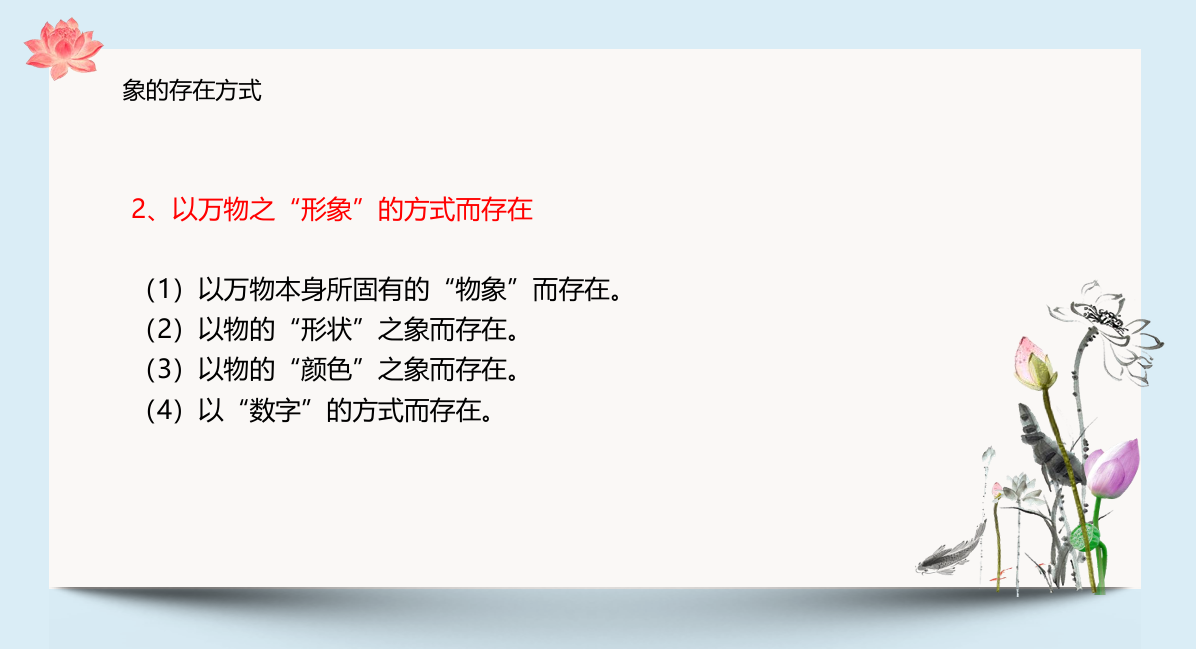 象的存在方式
2、以万物之“形象”的方式而存在
（1）以万物本身所固有的“物象”而存在。
（2）以物的“形状”之象而存在。
（3）以物的“颜色”之象而存在。
（4）以“数字”的方式而存在。